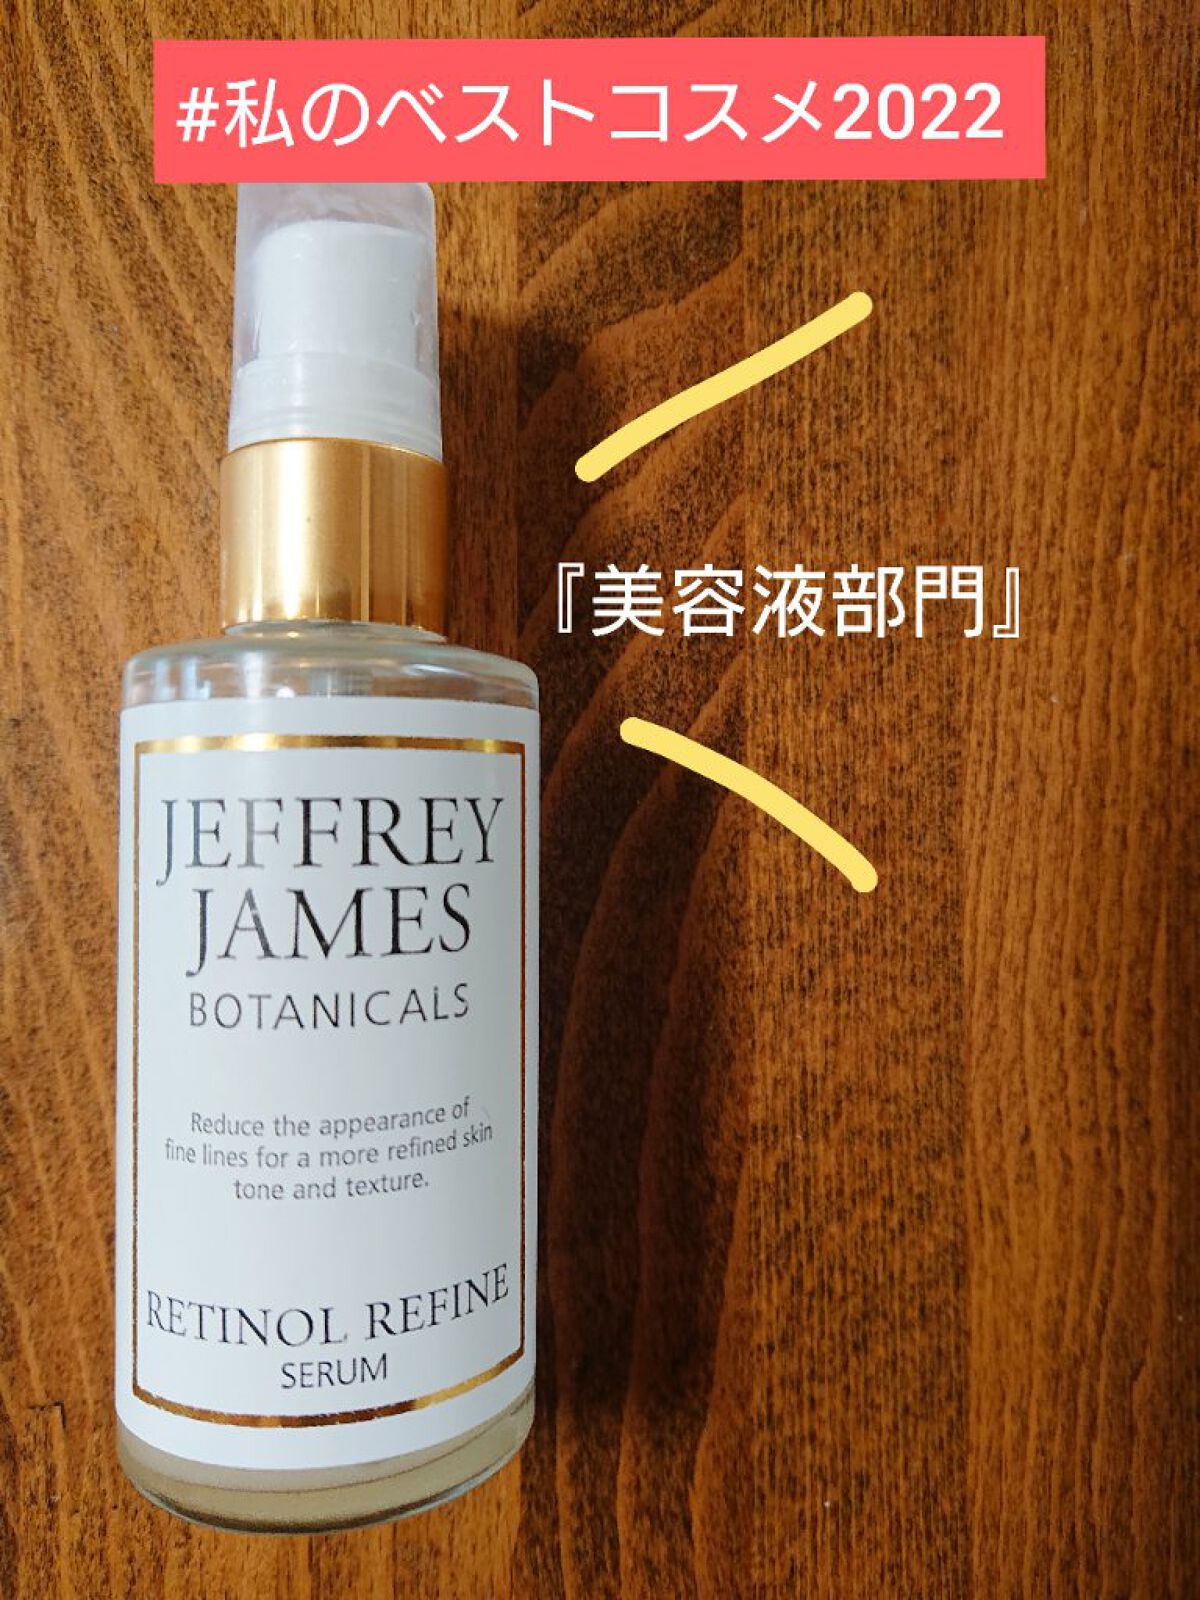 #私のベストコスメ2022
『美容液部門』
JEFFREY
JAMES
BOTANICALS
Reduce the appearance of
fine lines for a more refined skin
tone and texture.
RETINOL REFINE
SERUM